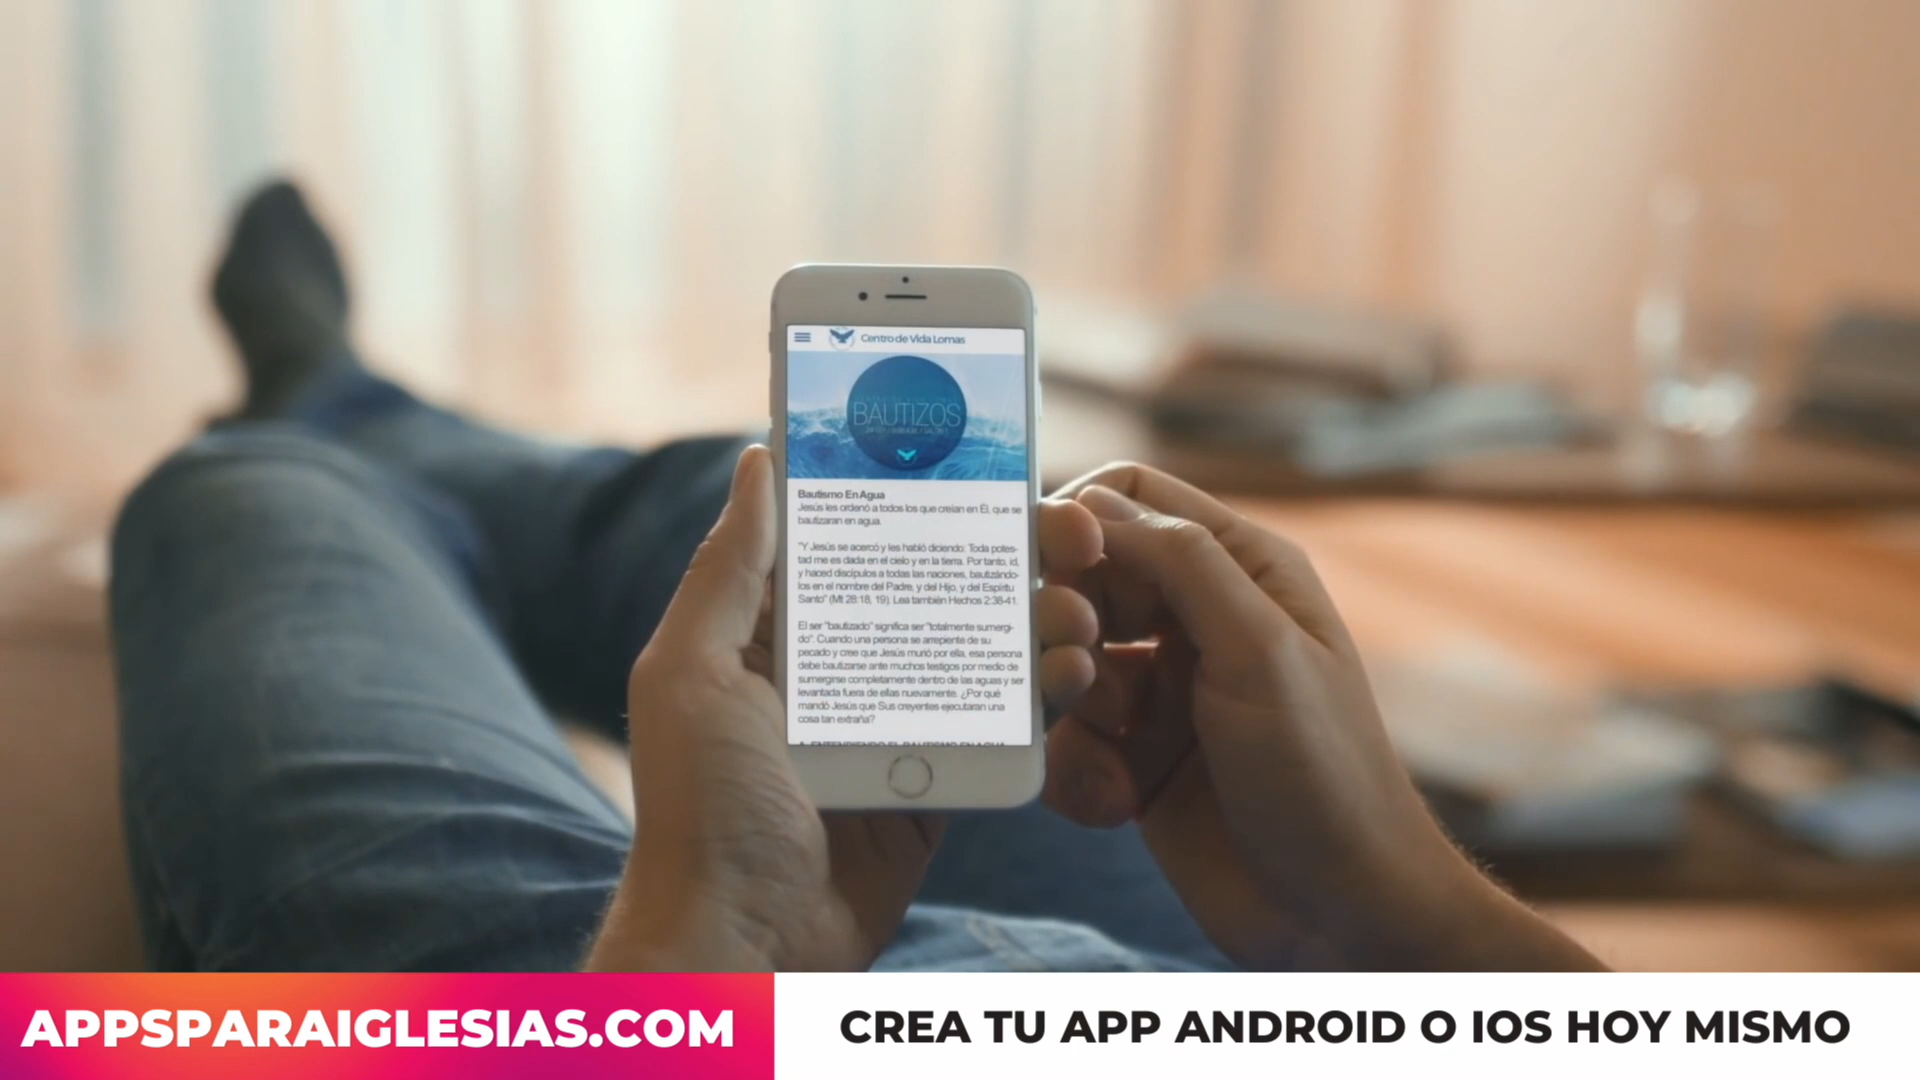 Centro de Vida Lomas
BAUTIZOS
Bautismo En Agua
Jesús les ordenó a todos los que creían en Él, que se
bautizaran en agua.
"Y Jesús se acercó y les habló diciendo: Toda potes-
tad me es dada en el cielo y en la tierra. Por tanto, id,
y haced discípulos a todas las naciones, bautizándo-
los en el nombre del Padre, y del Hijo, y del Espíritu
Santo" (Mt 28:18, 19). Lea también Hechos 2:38-41.
El ser "bautizado" significa ser "totalmente sumergi-
do". Cuando una persona se arrepiente de su
pecado y cree que Jesús murió por ella, esa persona
debe bautizarse ante muchos testigos por medio de
sumergirse completamente dentro de las aguas y ser
levantada fuera de ellas nuevamente. ¿Por qué
mandó Jesús que Sus creyentes ejecutaran una
cosa tan extraña?
A. ENTENDIENDO EL BAUTISMO EN AGUA
APPSPARAIGLESIAS.COM
CREA TU APP ANDROID O IOS HOY MISMO